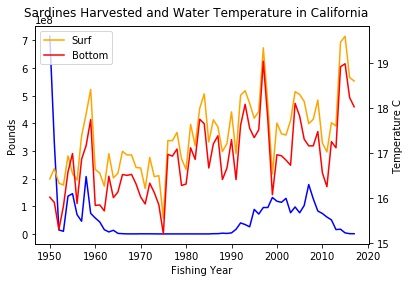 Sardines Harvested and Water Temperature in California
1e8
Surf
Bottom
7
6
5
4
3
2
1
0
Pounds
19
18
17
16
15
Temperature C
1950 1960 1970 1980 1990 2000 2010 2020
Fishing Year